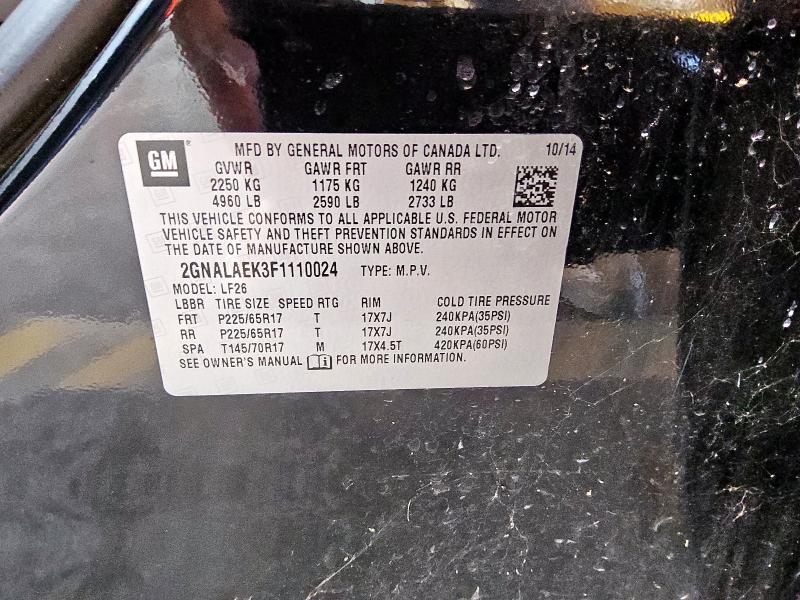 GM
MFD BY GENERAL MOTORS OF CANADA LTD. 10/14
GVWR GAWR FRT GAWR RR
2250 KG 1175 KG 1240 KG
4960 LB 2590 LB 2733 LB
THIS VEHICLE CONFORMS TO ALL APPLICABLE U.S. FEDERAL MOTOR
VEHICLE SAFETY AND THEFT PREVENTION STANDARDS IN EFFECT ON
THE DATE OF MANUFACTURE SHOWN ABOVE.
2GNALAEK3F1110024 TYPE: M.P.V.
MODEL: LF26
LBBR TIRE SIZE SPEED RTG RIM COLD TIRE PRESSURE
FRT P225/65R17 T 17X7J 240KPA(35PSI)
RR P225/65R17 T 17X7J 240KPA(35PSI)
SPA T145/70R17 M 17X4.5T 420KPA(60PSI)
SEE OWNER'S MANUAL FOR MORE INFORMATION.